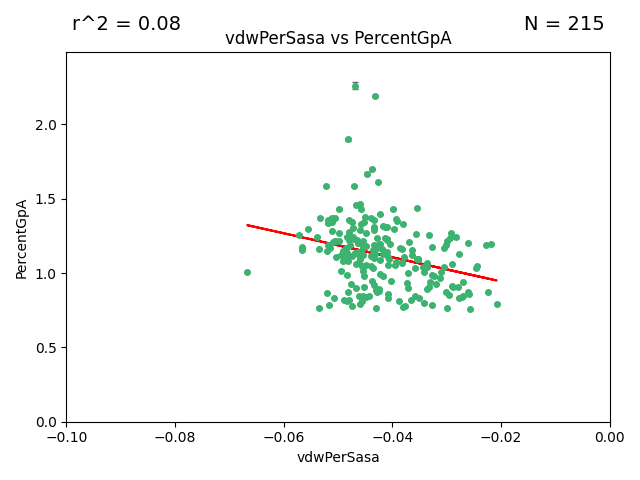 r^2 = 0.08
N = 215
vdwPerSasa vs PercentGpA
PercentGpA
2.0
1.5
1.0
0.5
0.0
−0.10
−0.08
−0.06
−0.04
−0.02
0.00
vdwPerSasa